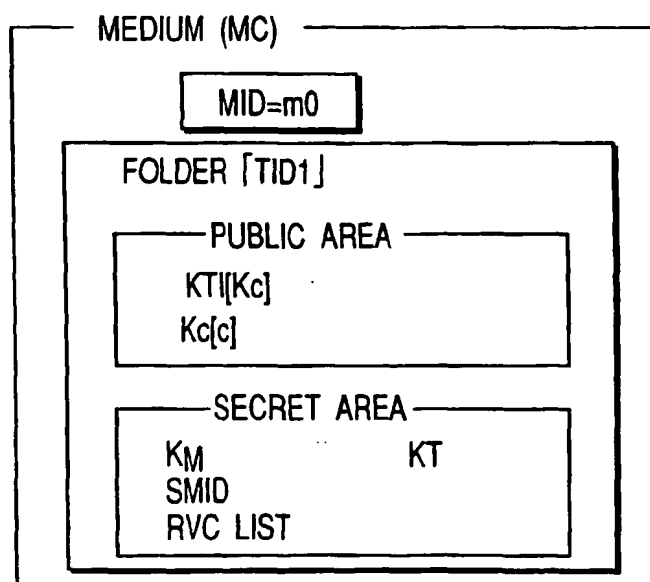 MEDIUM (MC)
MID=m0
FOLDER「TID1」
PUBLIC AREA
KTI[Kc]
Kc[c]
SECRET AREA
KM KT
SMID
RVC LIST